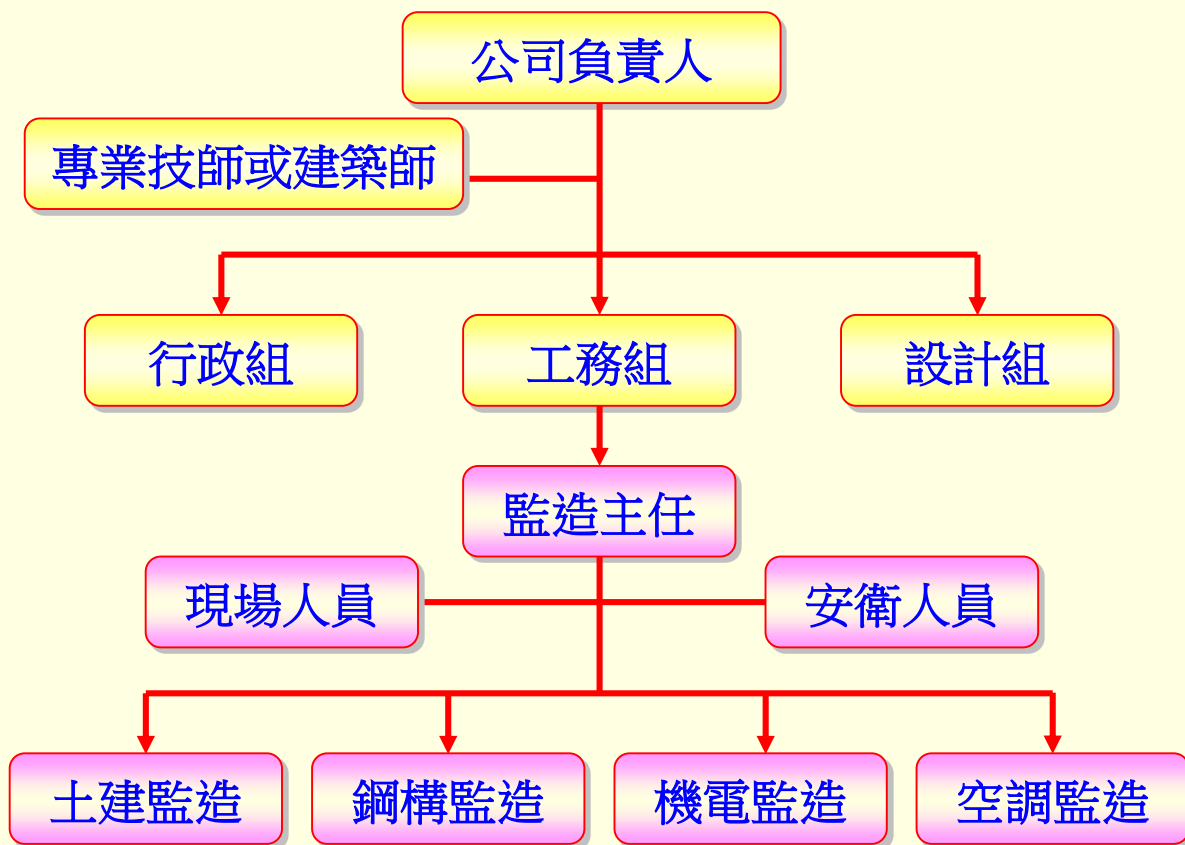 公司負責人
專業技師或建築師
行政組
工務組
設計組
監造主任
現場人員
安衛人員
土建監造
鋼構監造
機電監造
空調監造